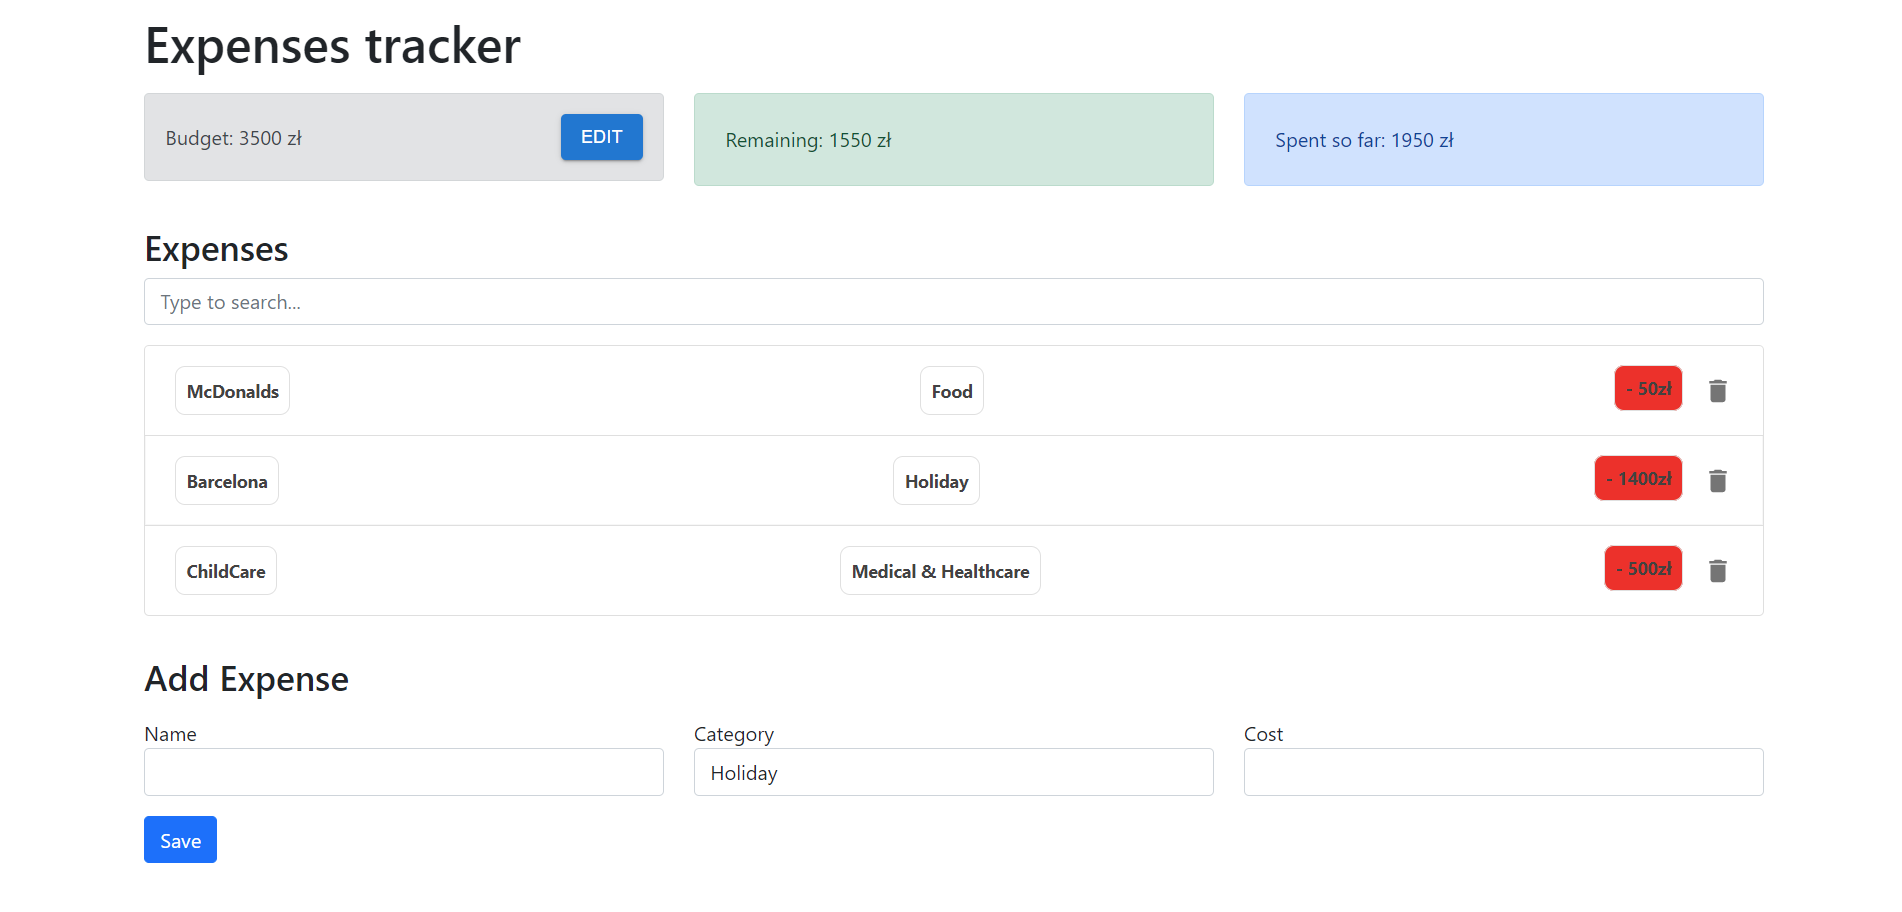 Expenses tracker
Budget: 3500 zł
EDIT
Remaining: 1550 zł
Spent so far: 1950 zł
Expenses
Type to search...
McDonalds
Food
- 50zł
Barcelona
Holiday
- 1400zł
ChildCare
Medical & Healthcare
- 500zł
Add Expense
Name
Category
Cost
Holiday
Save